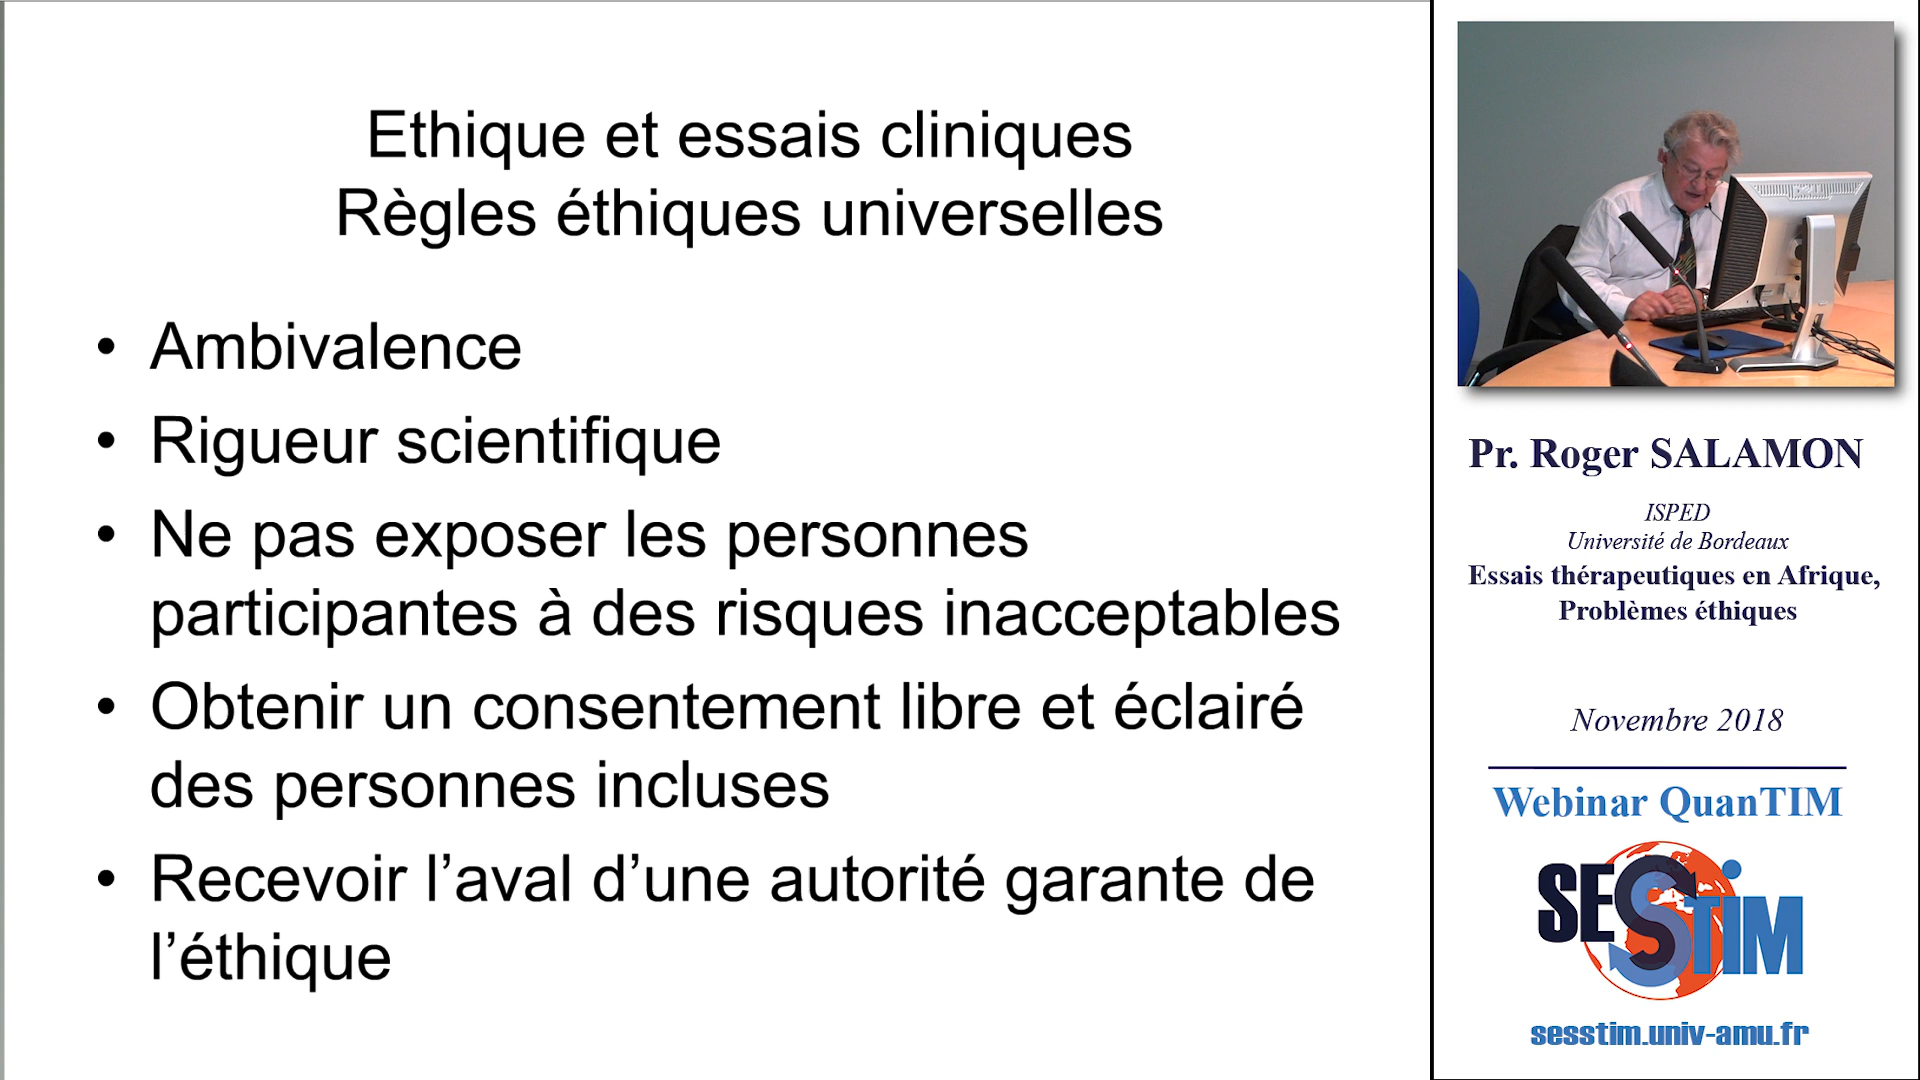 Ethique et essais cliniques
Règles éthiques universelles
• Ambivalence
• Rigueur scientifique
• Ne pas exposer les personnes
participantes à des risques inacceptables
• Obtenir un consentement libre et éclairé
des personnes incluses
• Recevoir l’aval d’une autorité garante de
l’éthique
Pr. Roger SALAMON
ISPED
Université de Bordeaux
Essais thérapeutiques en Afrique,
Problèmes éthiques
Novembre 2018
Webinar QuanTIM
SESSTIM
sesstim.univ-amu.fr